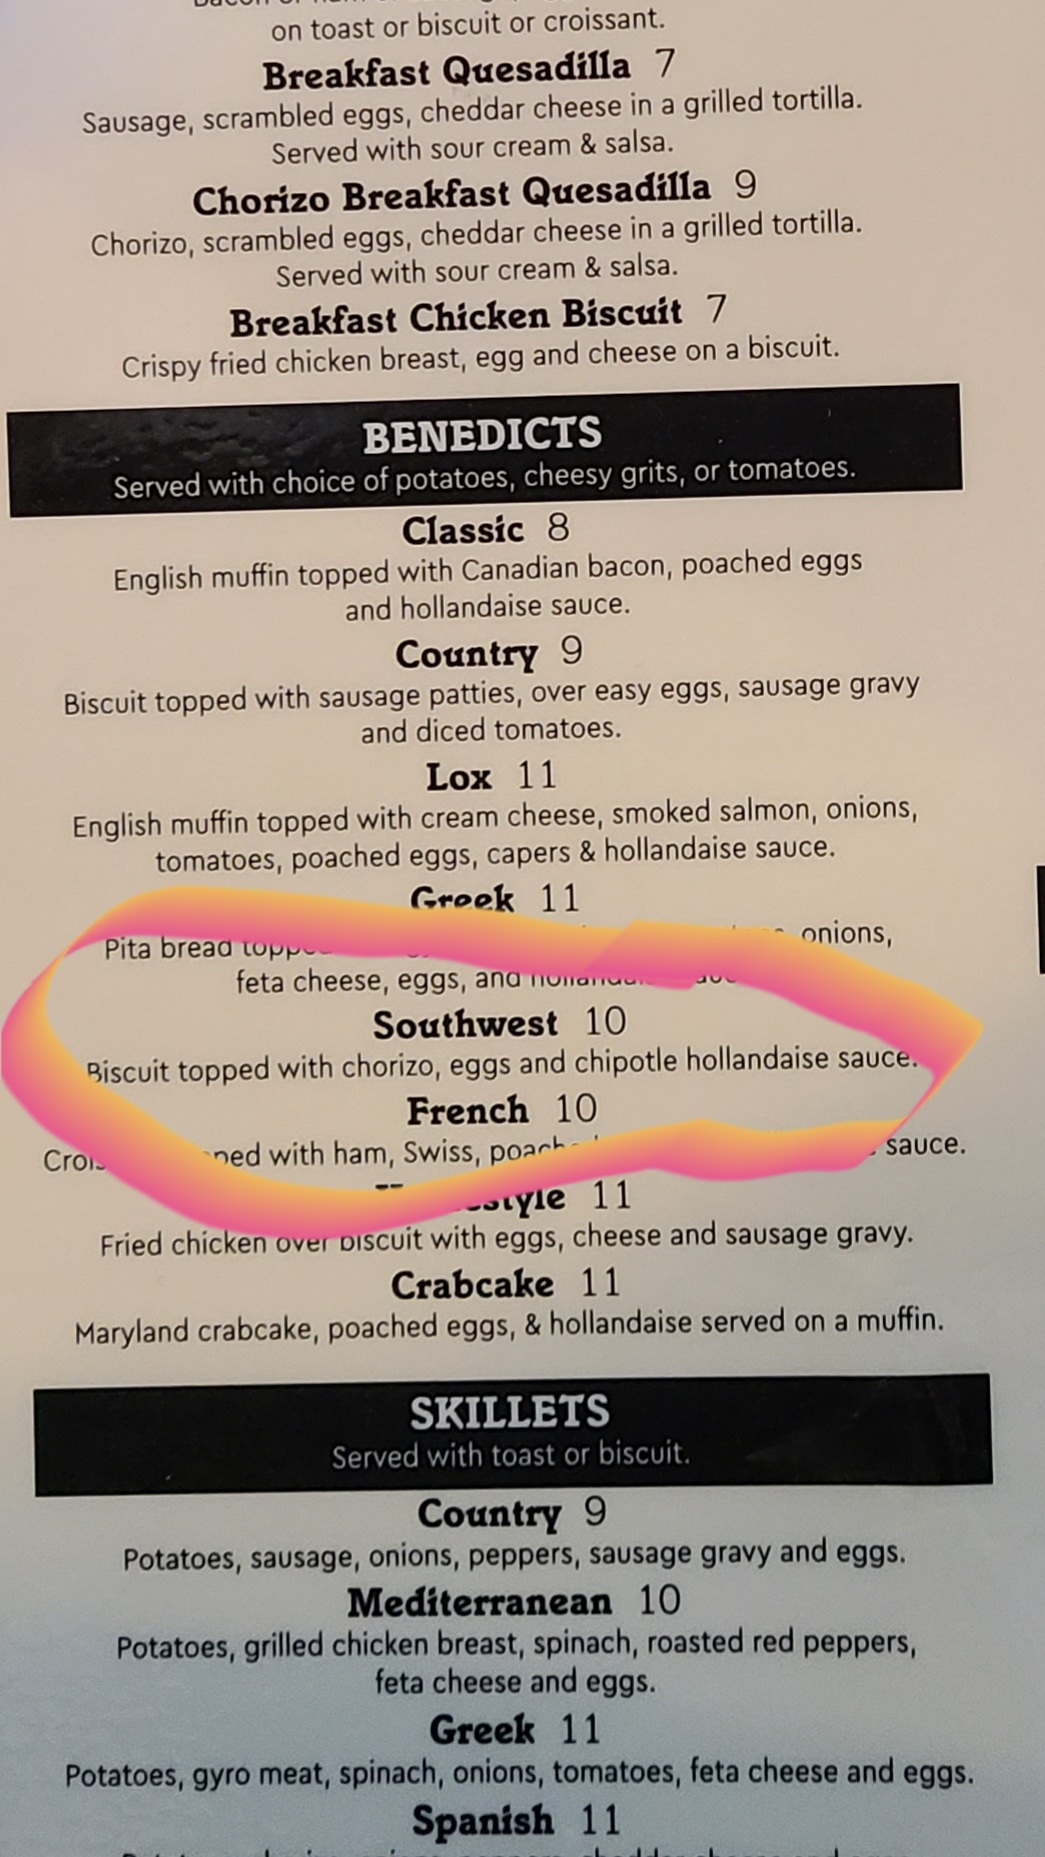 on toast or biscuit or croissant.
Breakfast Quesadilla 7
Sausage, scrambled eggs, cheddar cheese in a grilled tortilla.
Served with sour cream & salsa.
Chorizo Breakfast Quesadilla 9
Chorizo, scrambled eggs, cheddar cheese in a grilled tortilla.
Served with sour cream & salsa.
Breakfast Chicken Biscuit 7
Crispy fried chicken breast, egg and cheese on a biscuit.
BENEDICTS
Served with choice of potatoes, cheesy grits, or tomatoes.
Classic 8
English muffin topped with Canadian bacon, poached eggs
and hollandaise sauce.
Country 9
Biscuit topped with sausage patties, over easy eggs, sausage gravy
and diced tomatoes.
Lox 11
English muffin topped with cream cheese, smoked salmon, onions,
tomatoes, poached eggs, capers & hollandaise sauce.
Greek 11
Pita bread onions,
feta cheese, eggs, and
Southwest 10
Biscuit topped with chorizo, eggs and chipotle hollandaise sauce.
French 10
with ham, Swiss, sauce.
11
Fried chicken over biscuit with eggs, cheese and sausage gravy.
Crabcake 11
Maryland crabcake, poached eggs, & hollandaise served on a muffin.
SKILLETS
Served with toast or biscuit.
Country 9
Potatoes, sausage, onions, peppers, sausage gravy and eggs.
Mediterranean 10
Potatoes, grilled chicken breast, spinach, roasted red peppers,
feta cheese and eggs.
Greek 11
Potatoes, gyro meat, spinach, onions, tomatoes, feta cheese and eggs.
Spanish 11